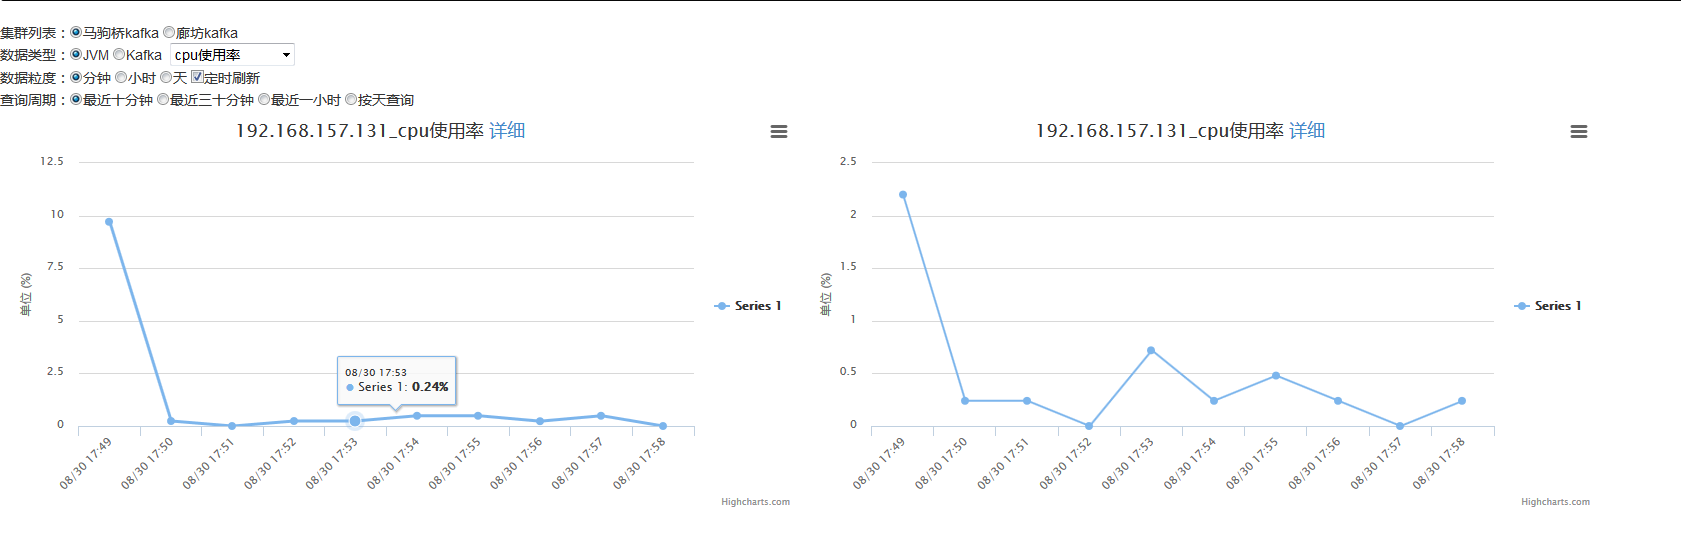 集群列表：马驹桥kafka 廊坊kafka
数据类型：JVM Kafka cpu使用率
数据粒度：分钟 小时 天 定时刷新
查询周期：最近十分钟 最近三十分钟 最近一小时 按天查询
192.168.157.131_cpu使用率 详细
12.5
10
7.5
5
2.5
0
单位 (%)
08/30 17:53
Series 1: 0.24%
Series 1
08/30 17:49
08/30 17:50
08/30 17:51
08/30 17:52
08/30 17:53
08/30 17:54
08/30 17:55
08/30 17:56
08/30 17:57
08/30 17:58
Highcharts.com
192.168.157.131_cpu使用率 详细
2.5
2
1.5
1
0.5
0
单位 (%)
Series 1
08/30 17:49
08/30 17:50
08/30 17:51
08/30 17:52
08/30 17:53
08/30 17:54
08/30 17:55
08/30 17:56
08/30 17:57
08/30 17:58
Highcharts.com